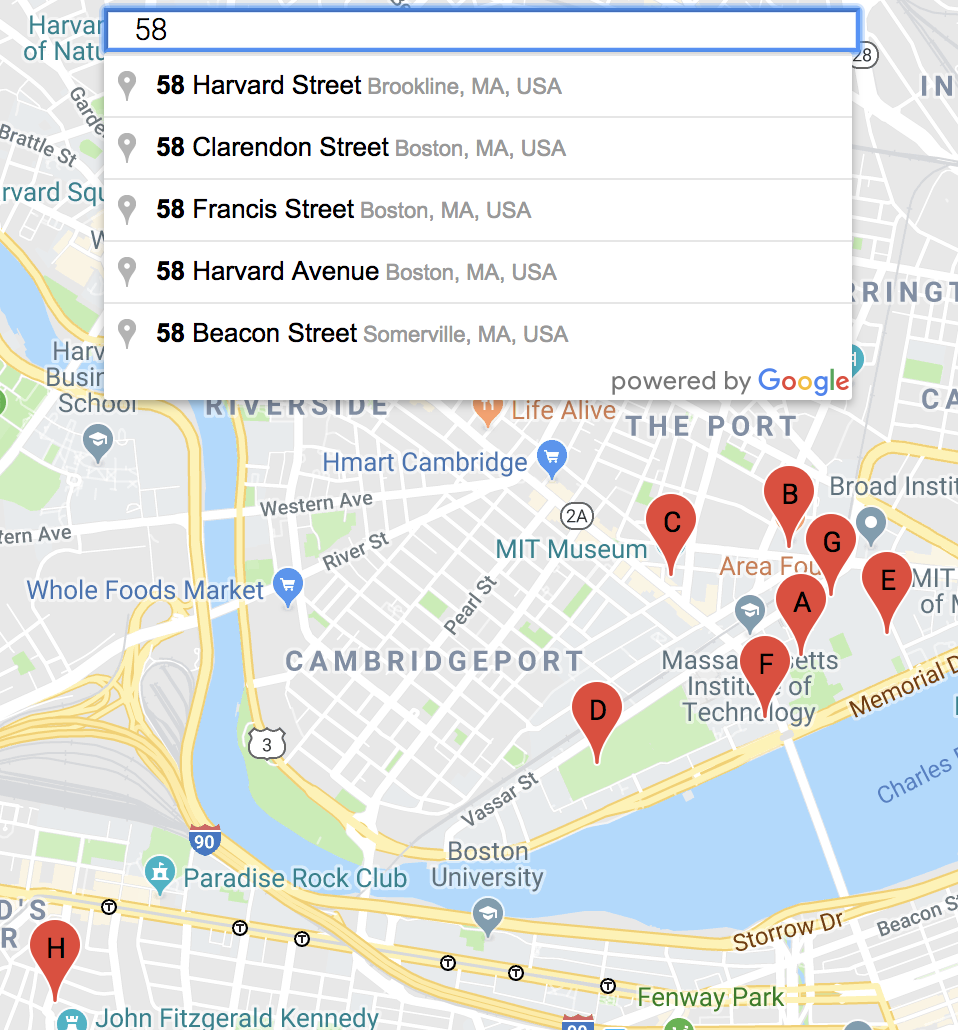 58
58 Harvard Street Brookline, MA, USA
58 Clarendon Street Boston, MA, USA
58 Francis Street Boston, MA, USA
58 Harvard Avenue Boston, MA, USA
58 Beacon Street Somerville, MA, USA
powered by Google
Harvar
of Natu
28
IN
Garde
Brattle St
rvard Squ
W
RRINGT
Harv
Busin
School
RIVERSIDE
Life Alive
CA
THE PORT
Hmart Cambridge
Broad Instit
Western Ave
2A
tern Ave
River St
MIT Museum
C
B
G
E
A
F
D
H
Area Fou
MIT
of M
Whole Foods Market
Pearl St
CAMBRIDGEPORT
Massa setts
Institute of
Technology
Memorial D
3
Charles
Vassar St
90
Boston
University
Paradise Rock Club
D'S
R
T
T
T
T
T
T
Storrow Dr
Beacon S
Fenway Park
John Fitzgerald Kennedy
90